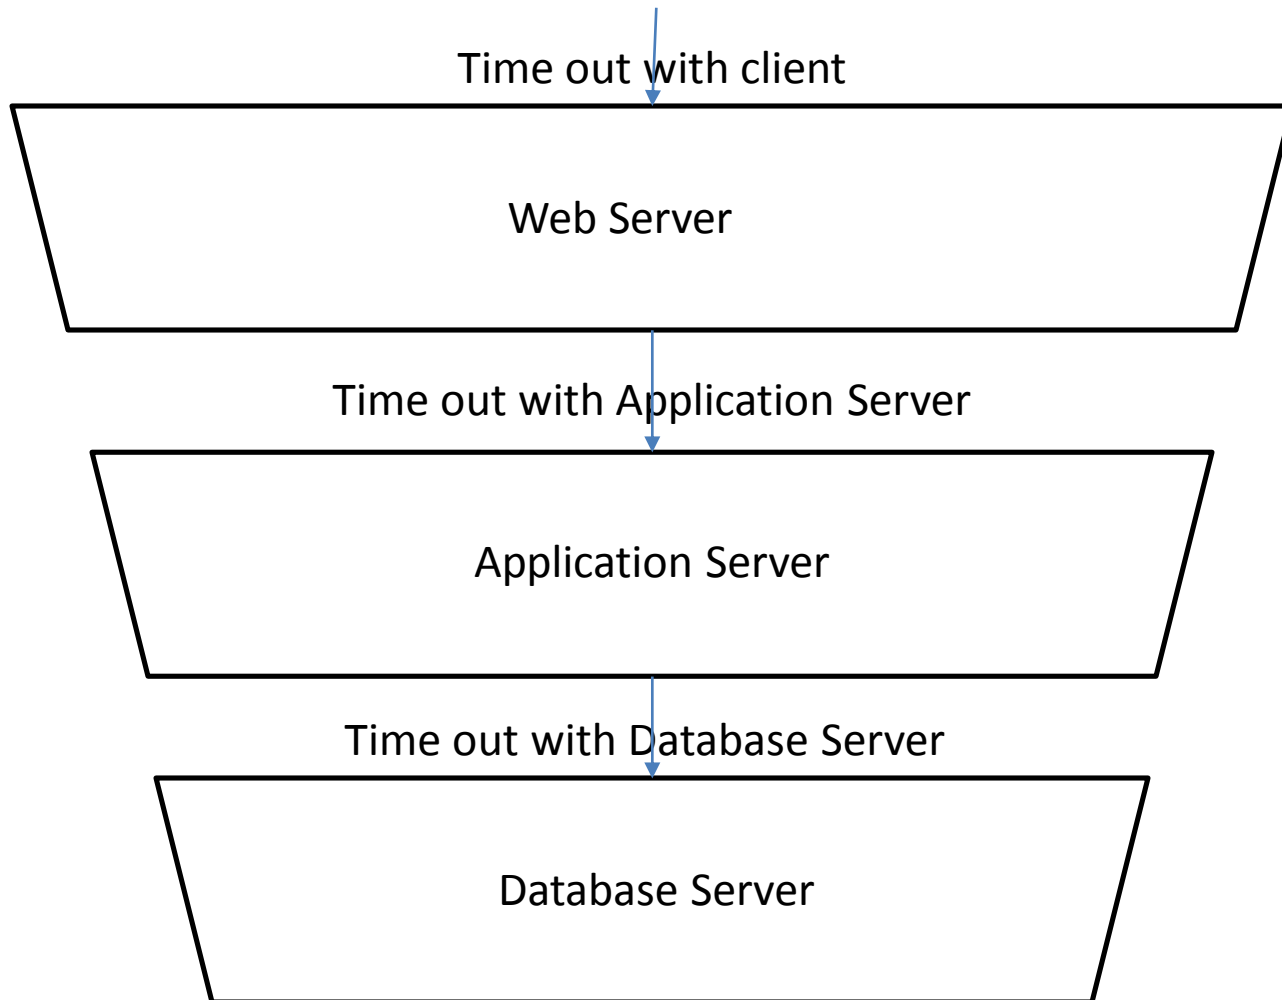 Time out with client
Web Server
Time out with Application Server
Application Server
Time out with Database Server
Database Server